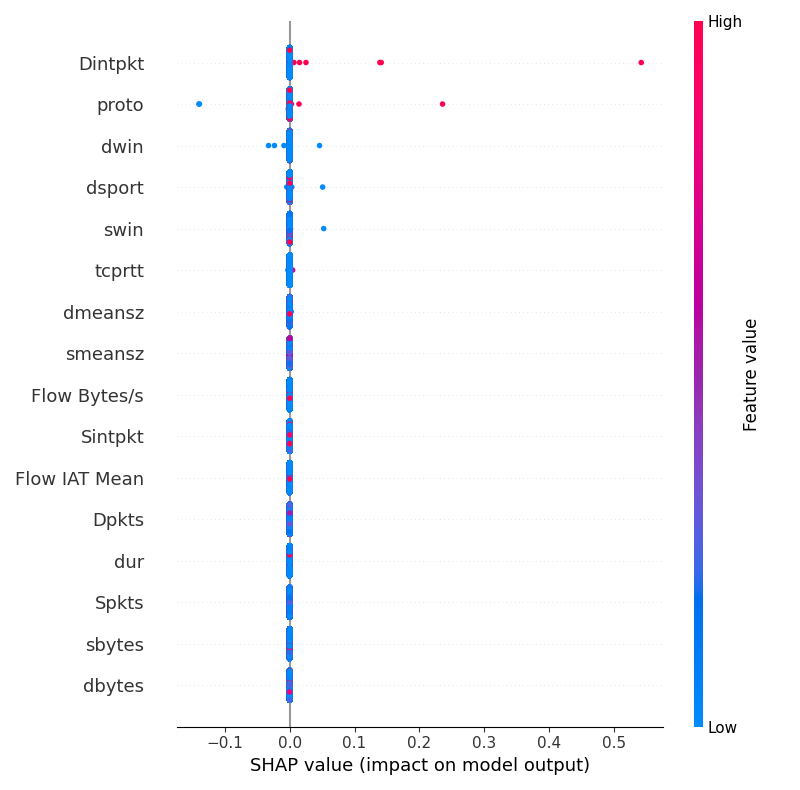 High
Dintpkt
proto
dwin
dsport
swin
tcprtt
dmeansz
smeansz
Flow Bytes/s
Sintpkt
Flow IAT Mean
Dpkts
dur
Spkts
sbytes
dbytes
Feature value
Low
−0.1 0.0 0.1 0.2 0.3 0.4 0.5
SHAP value (impact on model output)